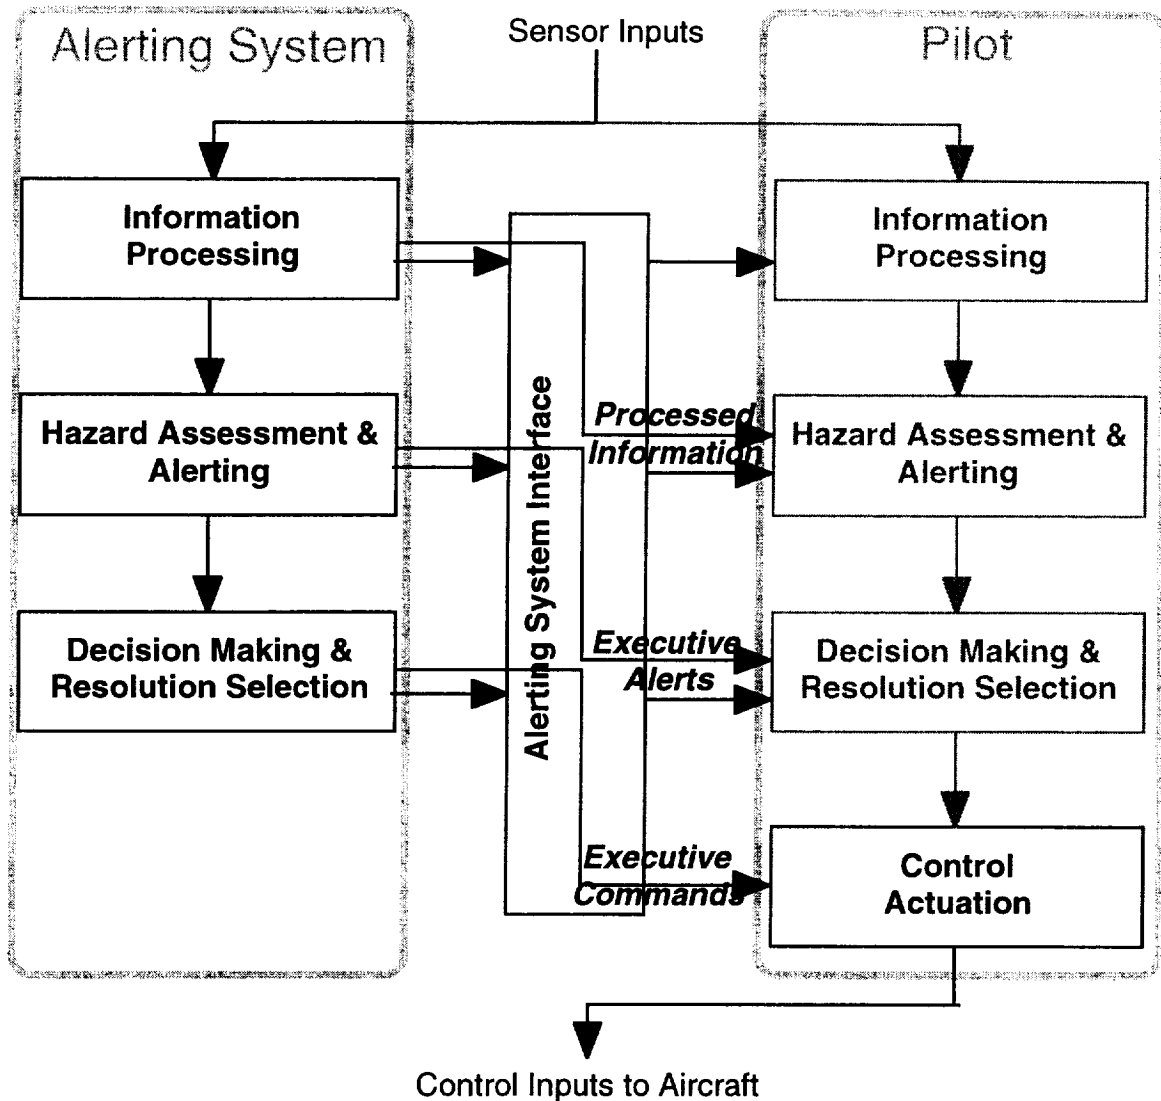 Alerting System
Sensor Inputs
Pilot
Information
Processing
Information
Processing
Hazard Assessment &
Alerting
Alerting System Interface
Processed
Information
Hazard Assessment &
Alerting
Decision Making &
Resolution Selection
Executive
Alerts
Decision Making &
Resolution Selection
Executive
Commands
Control
Actuation
Control Inputs to Aircraft